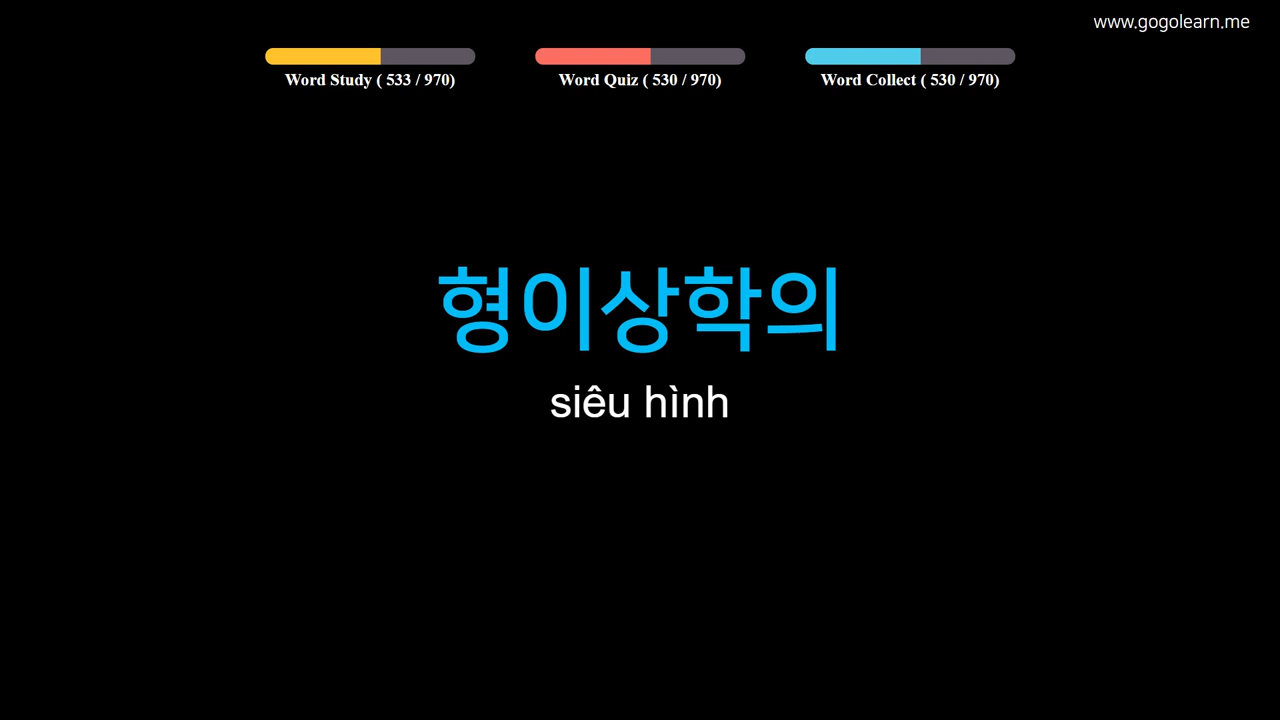 www.gogolearn.me
Word Study ( 533 / 970)
Word Quiz ( 530 / 970)
Word Collect ( 530 / 970)
형이상학의
siêu hình